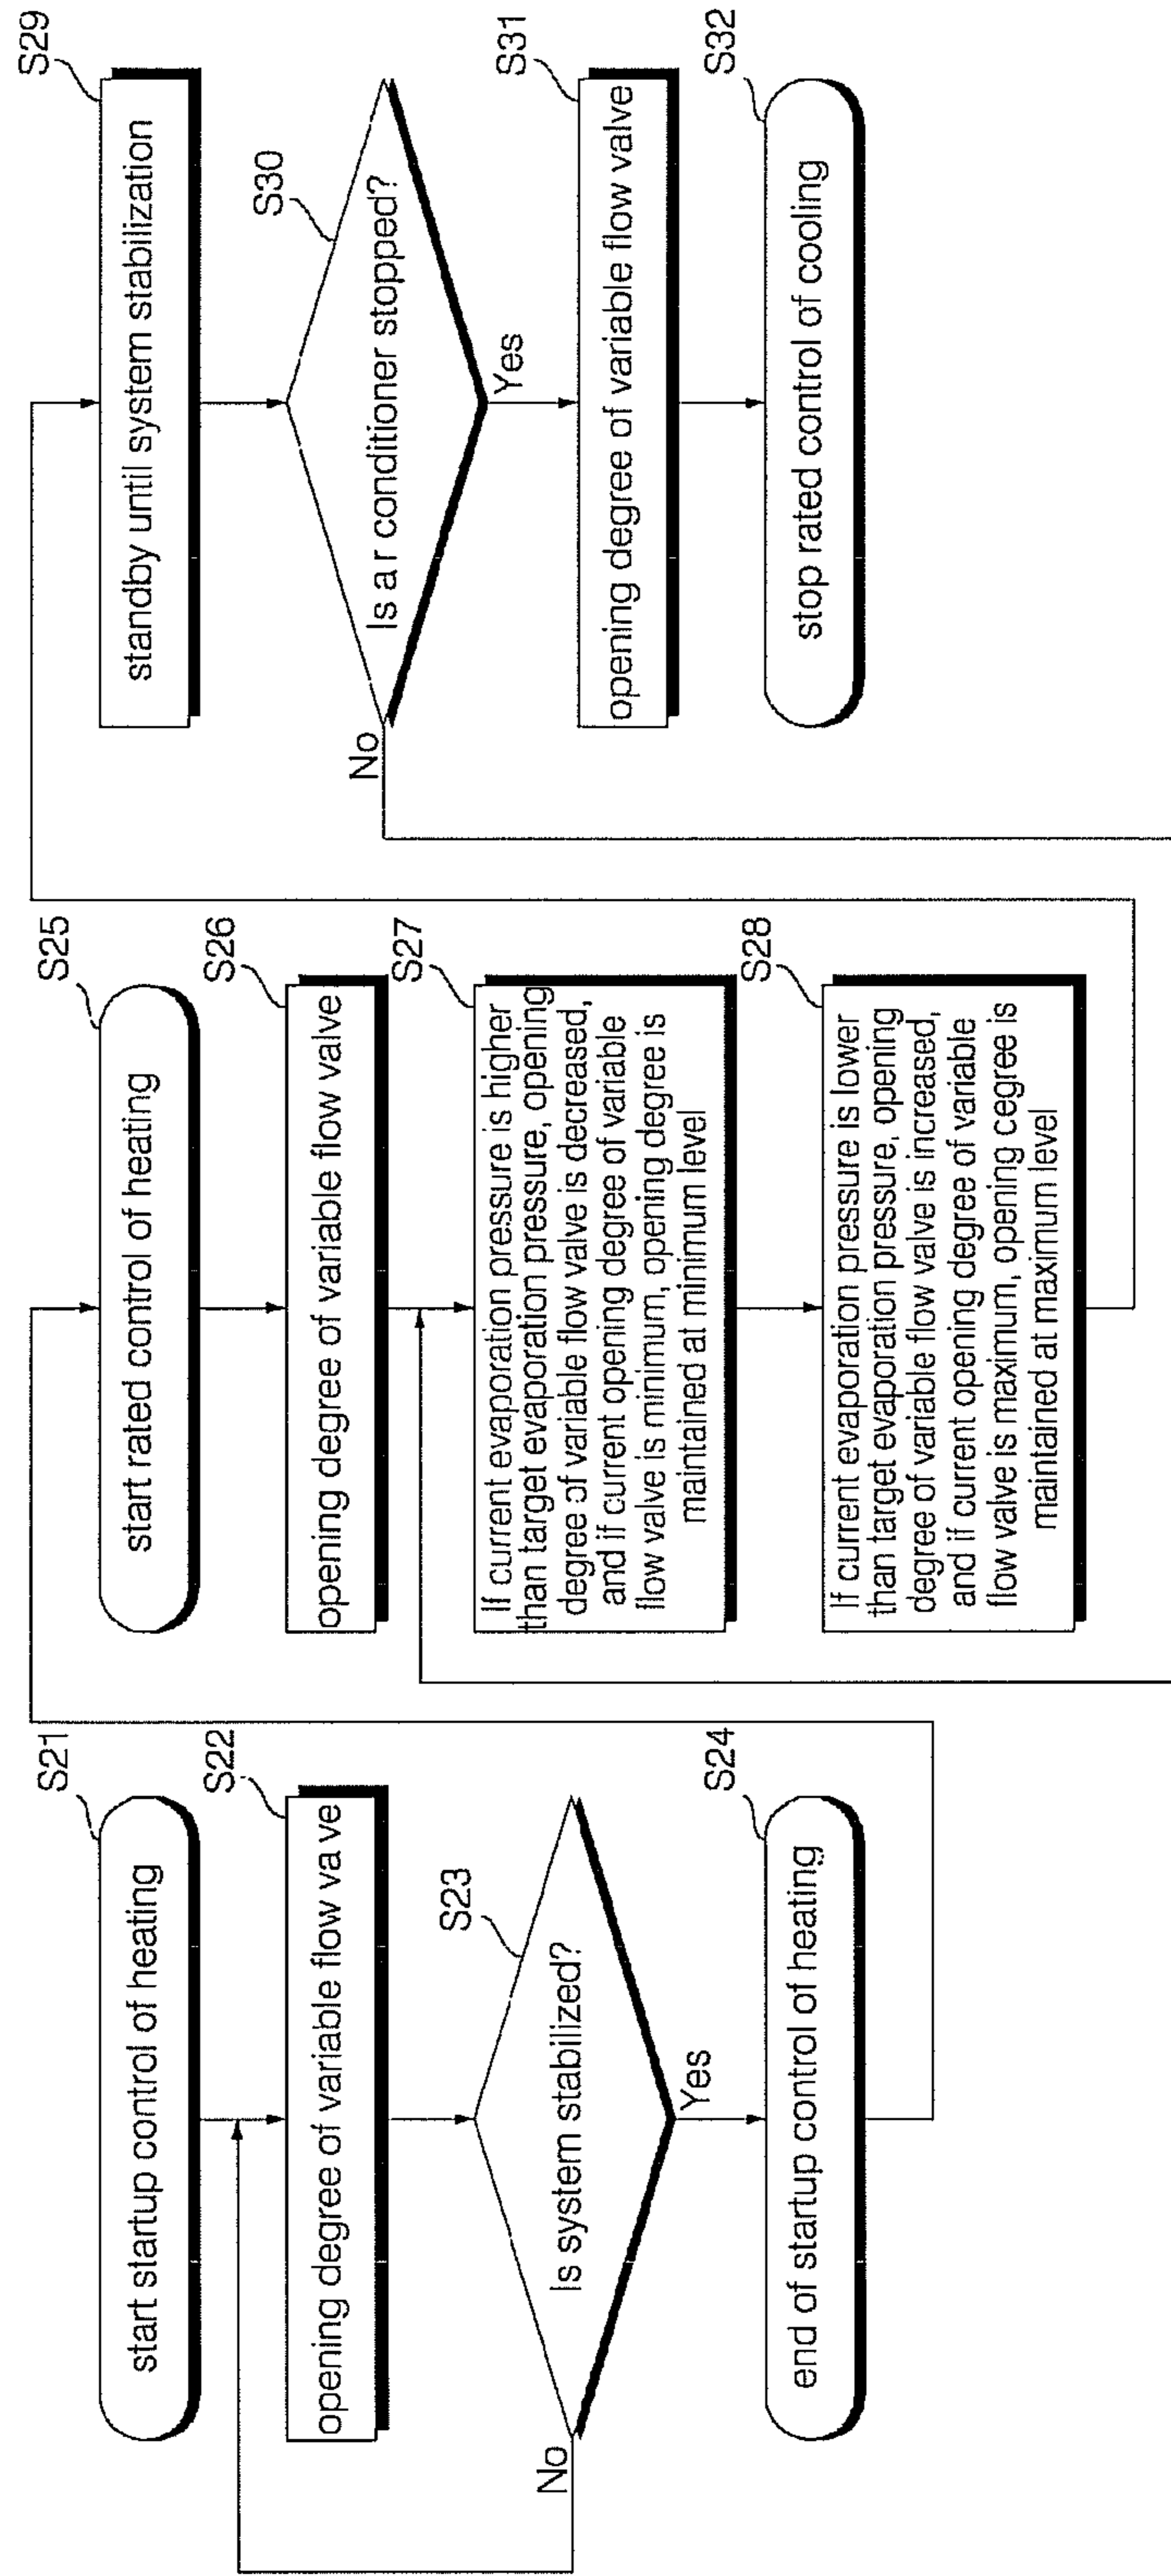 S21
start startup control of heating
S22
opening degree of variable flow va ve
S23
Is system stabilized?
No
Yes
S24
end of startup control of heating
S25
start rated control of heating
S26
opening degree of variable flow valve
S27
If current evaporation pressure is higher
than target evaporation pressure, opening
degree of variable flow valve is decreased,
and if current opening degree of variable
flow valve is minimum, opening degree is
maintained at minimum level
S28
If current evaporation pressure is lower
than target evaporation pressure, opening
degree of variable flow valve is increased,
and if current opening degree of variable
flow valve is maximum, opening cegree is
maintained at maximum level
S29
standby until system stabilization
S30
Is a r conditioner stopped?
No
Yes
S31
opening degree of variable flow valve
S32
stop rated control of cooling